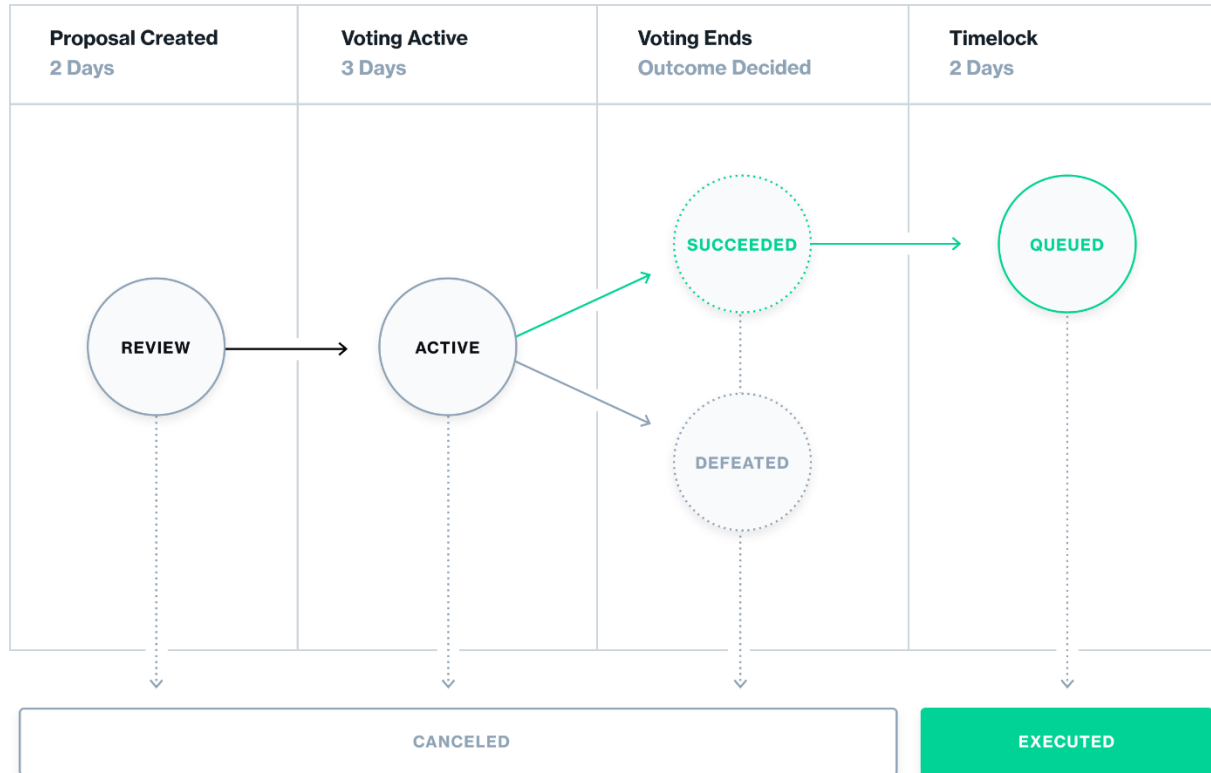 Proposal Created
2 Days
Voting Active
3 Days
Voting Ends
Outcome Decided
Timelock
2 Days
REVIEW
ACTIVE
SUCCEEDED
DEFEATED
QUEUED
CANCELED
EXECUTED